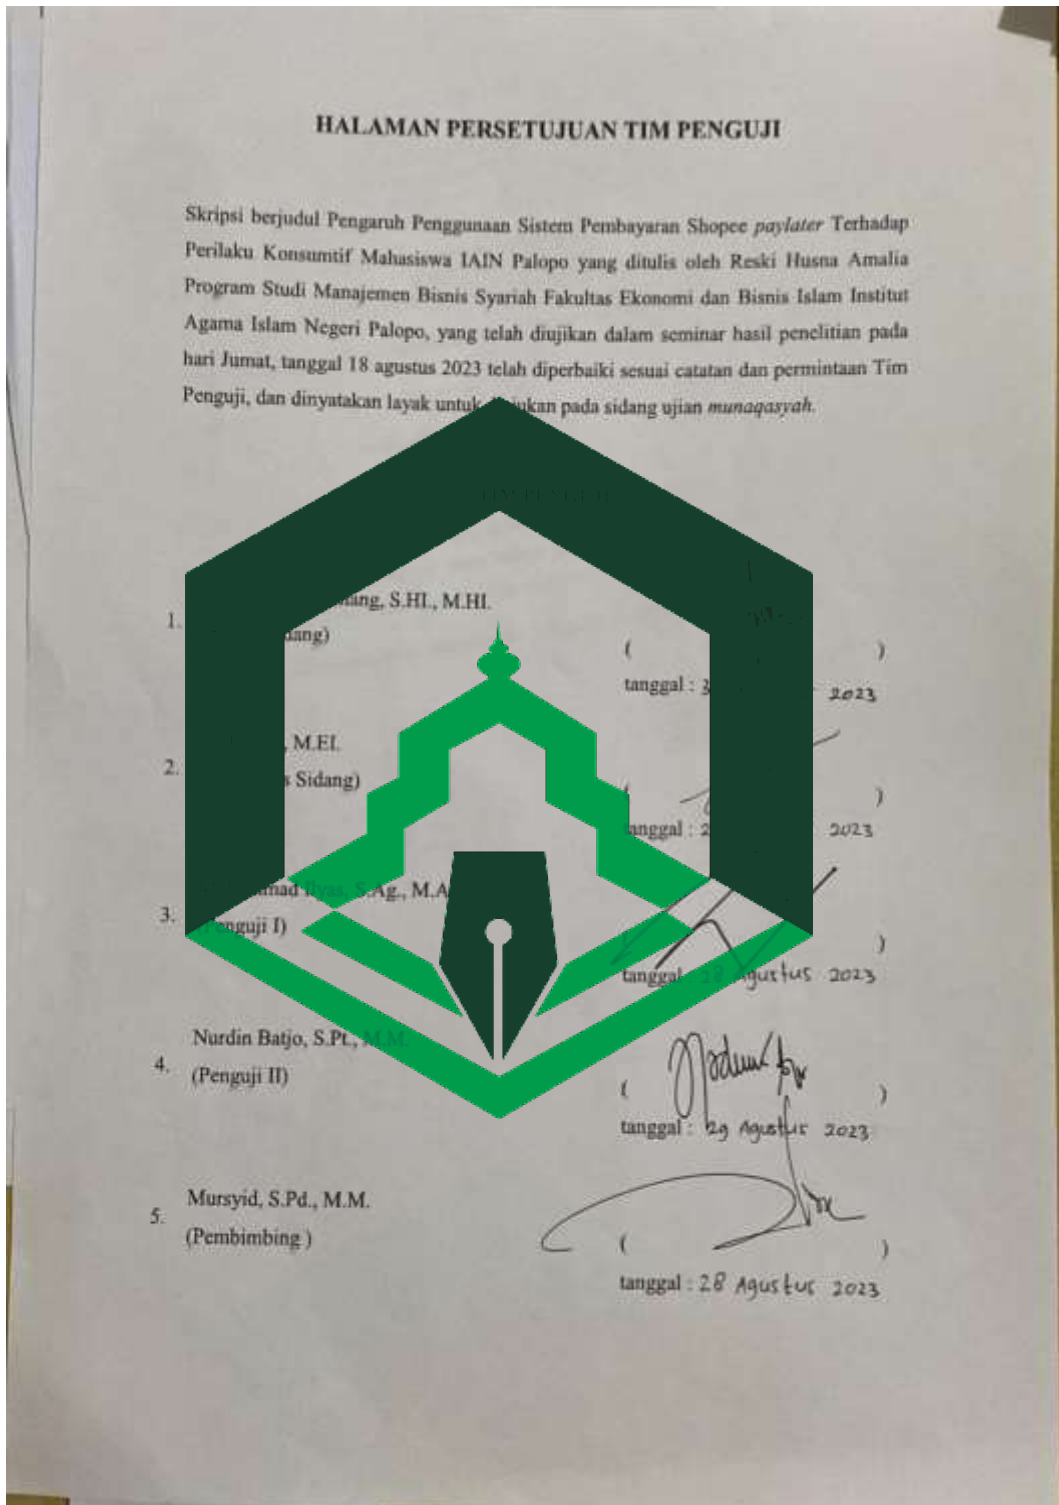 HALAMAN PERSETUJUAN TIM PENGUJI
Skripsi berjudul Pengaruh Penggunaan Sistem Pembayaran Shopee paylater Terhadap
Perilaku Konsumtif Mahasiswa IAIN Palopo yang ditulis oleh Reski Husna Amalia
Program Studi Manajemen Bisnis Syariah Fakultas Ekonomi dan Bisnis Islam Institut
Agama Islam Negeri Palopo, yang telah diujikan dalam seminar hasil penelitian pada
hari Jumat, tanggal 18 agustus 2023 telah diperbaiki sesuai catatan dan permintaan Tim
Penguji, dan dinyatakan layak untuk pada sidang ujian munaqasyah.
TIM PENGUJI
1. S.HI., M.HI.
( )
tanggal : 2023
2. M.EI.
Sidang)
( )
tanggal : 2023
3. Ilyas, S.Ag., M.A
(Penguji I)
)
tanggal : 28 Agustus 2023
4. Nurdin Batjo, S.Pt., M.M.
(Penguji II)
( )
tanggal : 29 Agustus 2023
5. Mursyid, S.Pd., M.M.
(Pembimbing )
( )
tanggal : 28 Agustus 2023